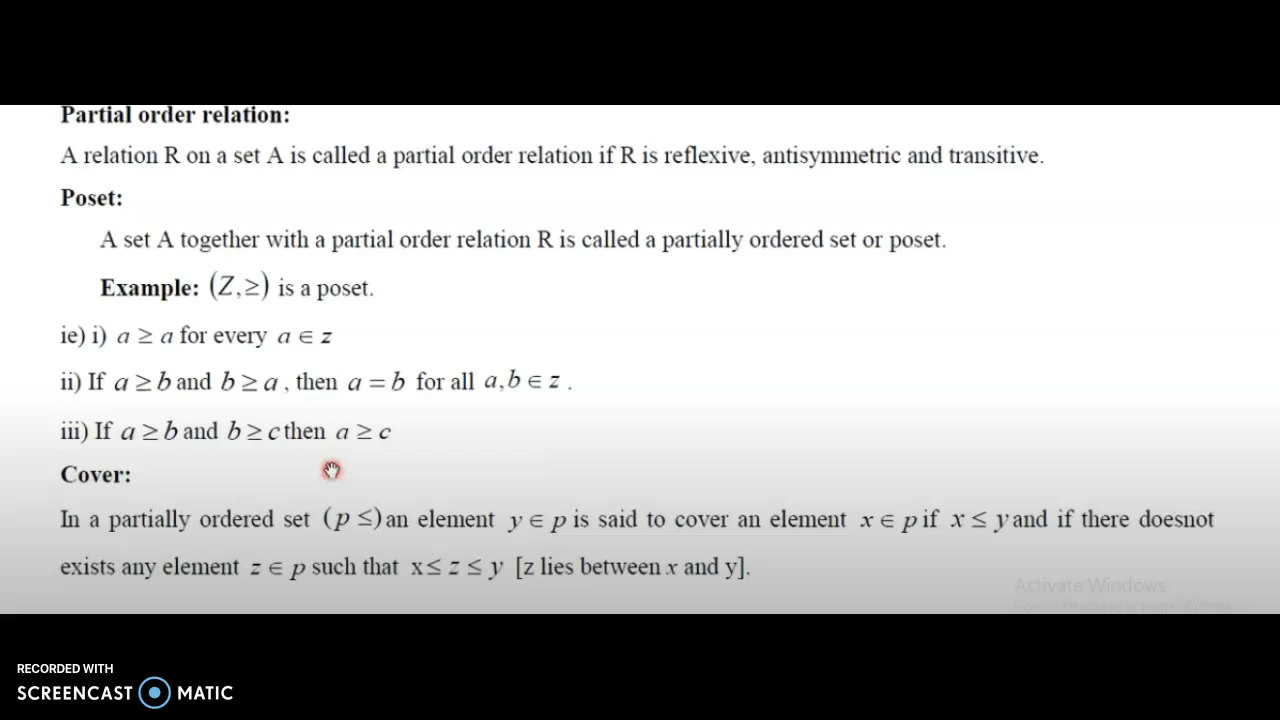 Partial order relation:
A relation R on a set A is called a partial order relation if R is reflexive, antisymmetric and transitive.
Poset:
A set A together with a partial order relation R is called a partially ordered set or poset.
Example: (Z,≥) is a poset.
ie) i) a ≥ a for every a ∈ z
ii) If a ≥ b and b ≥ a , then a = b for all a,b ∈ z .
iii) If a ≥ b and b ≥ c then a ≥ c
Cover:
In a partially ordered set (p ≤) an element y ∈ p is said to cover an element x ∈ p if x ≤ y and if there doesnot
exists any element z ∈ p such that x ≤ z ≤ y [z lies between x and y].
Activate Windows
RECORDED WITH
SCREENCAST MATIC